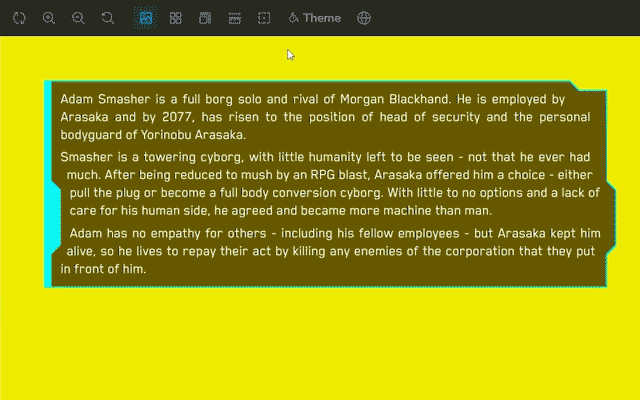 Theme
Adam Smasher is a full borg solo and rival of Morgan Blackhand. He is employed by
Arasaka and by 2077, has risen to the position of head of security and the personal
bodyguard of Yorinobu Arasaka.
Smasher is a towering cyborg, with little humanity left to be seen - not that he ever had
much. After being reduced to mush by an RPG blast, Arasaka offered him a choice - either
pull the plug or become a full body conversion cyborg. With little to no options and a lack of
care for his human side, he agreed and became more machine than man.
Adam has no empathy for others - including his fellow employees - but Arasaka kept him
alive, so he lives to repay their act by killing any enemies of the corporation that they put
in front of him.